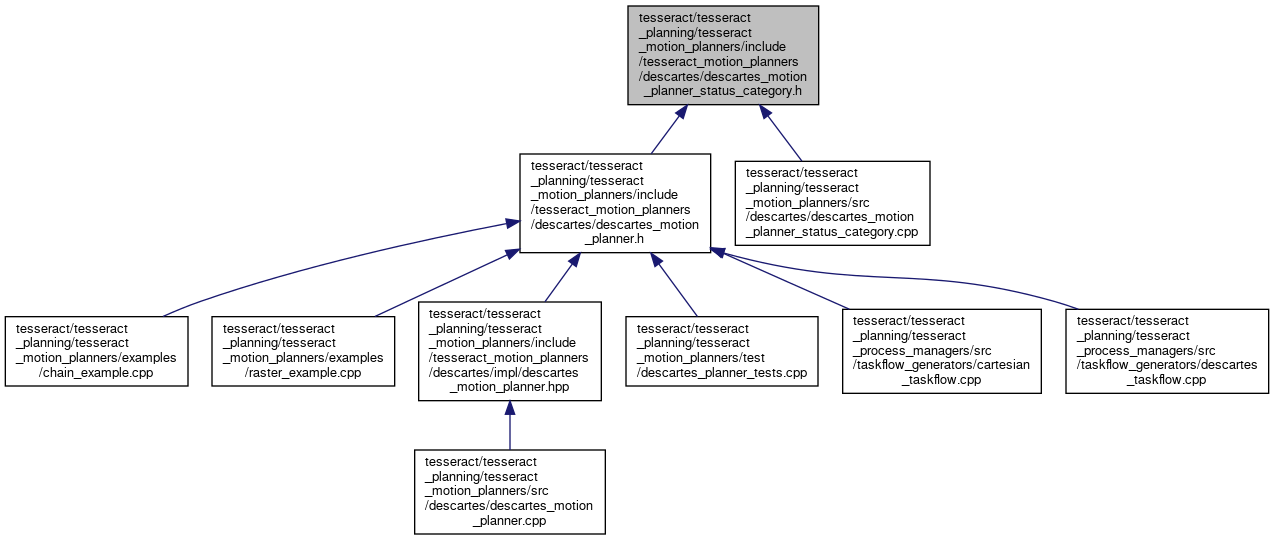 tesseract/tesseract
_planning/tesseract
_motion_planners/include
/tesseract_motion_planners
/descartes/descartes_motion
_planner_status_category.h
tesseract/tesseract
_planning/tesseract
_motion_planners/include
/tesseract_motion_planners
/descartes/descartes_motion
_planner.h
tesseract/tesseract
_planning/tesseract
_motion_planners/src
/descartes/descartes_motion
_planner_status_category.cpp
tesseract/tesseract
_planning/tesseract
_motion_planners/examples
/chain_example.cpp
tesseract/tesseract
_planning/tesseract
_motion_planners/examples
/raster_example.cpp
tesseract/tesseract
_planning/tesseract
_motion_planners/include
/tesseract_motion_planners
/descartes/impl/descartes
_motion_planner.hpp
tesseract/tesseract
_planning/tesseract
_motion_planners/test
/descartes_planner_tests.cpp
tesseract/tesseract
_planning/tesseract
_process_managers/src
/taskflow_generators/cartesian
_taskflow.cpp
tesseract/tesseract
_planning/tesseract
_process_managers/src
/taskflow_generators/descartes
_taskflow.cpp
tesseract/tesseract
_planning/tesseract
_motion_planners/src
/descartes/descartes_motion
_planner.cpp